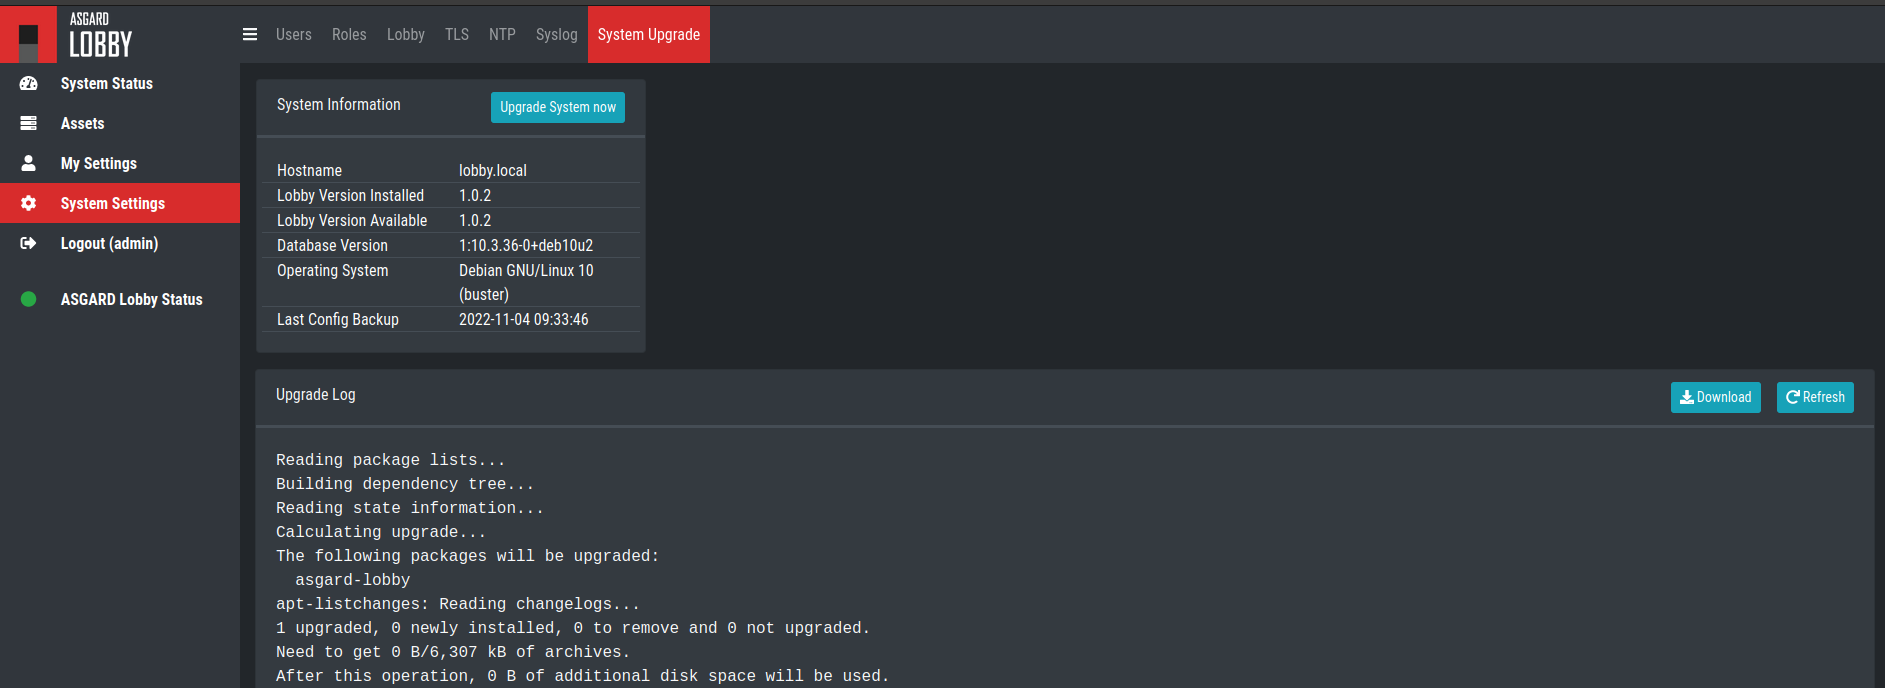 ASGARD
LOBBY
Users Roles Lobby TLS NTP Syslog System Upgrade
System Status
Assets
My Settings
System Settings
Logout (admin)
ASGARD Lobby Status
System Information Upgrade System now
Hostname lobby.local
Lobby Version Installed 1.0.2
Lobby Version Available 1.0.2
Database Version 1:10.3.36-0+deb10u2
Operating System Debian GNU/Linux 10
(buster)
Last Config Backup 2022-11-04 09:33:46
Upgrade Log Download Refresh
Reading package lists...
Building dependency tree...
Reading state information...
Calculating upgrade...
The following packages will be upgraded:
asgard-lobby
apt-listchanges: Reading changelogs...
1 upgraded, 0 newly installed, 0 to remove and 0 not upgraded.
Need to get 0 B/6,307 kB of archives.
After this operation, 0 B of additional disk space will be used.